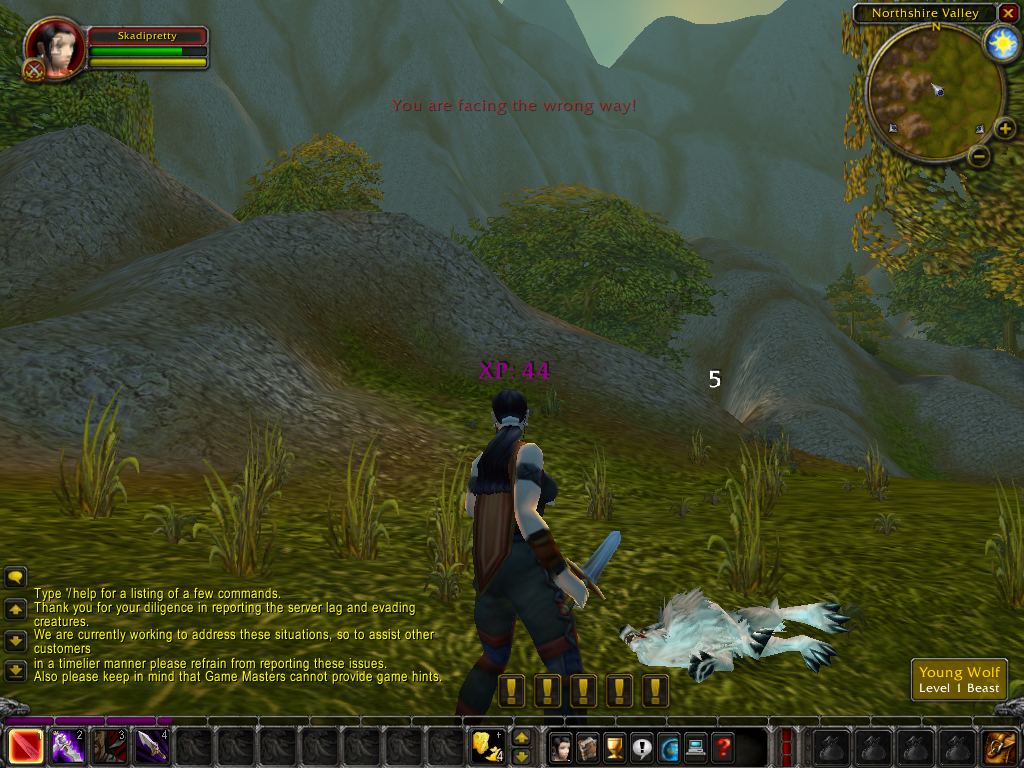 Skadipretty
Northshire Valley
N
You are facing the wrong way!
XP: 44
5
Type '/help for a listing of a few commands.
Thank you for your diligence in reporting the server lag and evading
creatures.
We are currently working to address these situations, so to assist other
customers
in a timelier manner please refrain from reporting these issues.
Also please keep in mind that Game Masters cannot provide game hints.
Young Wolf
Level 1 Beast
1
2
3
4
4